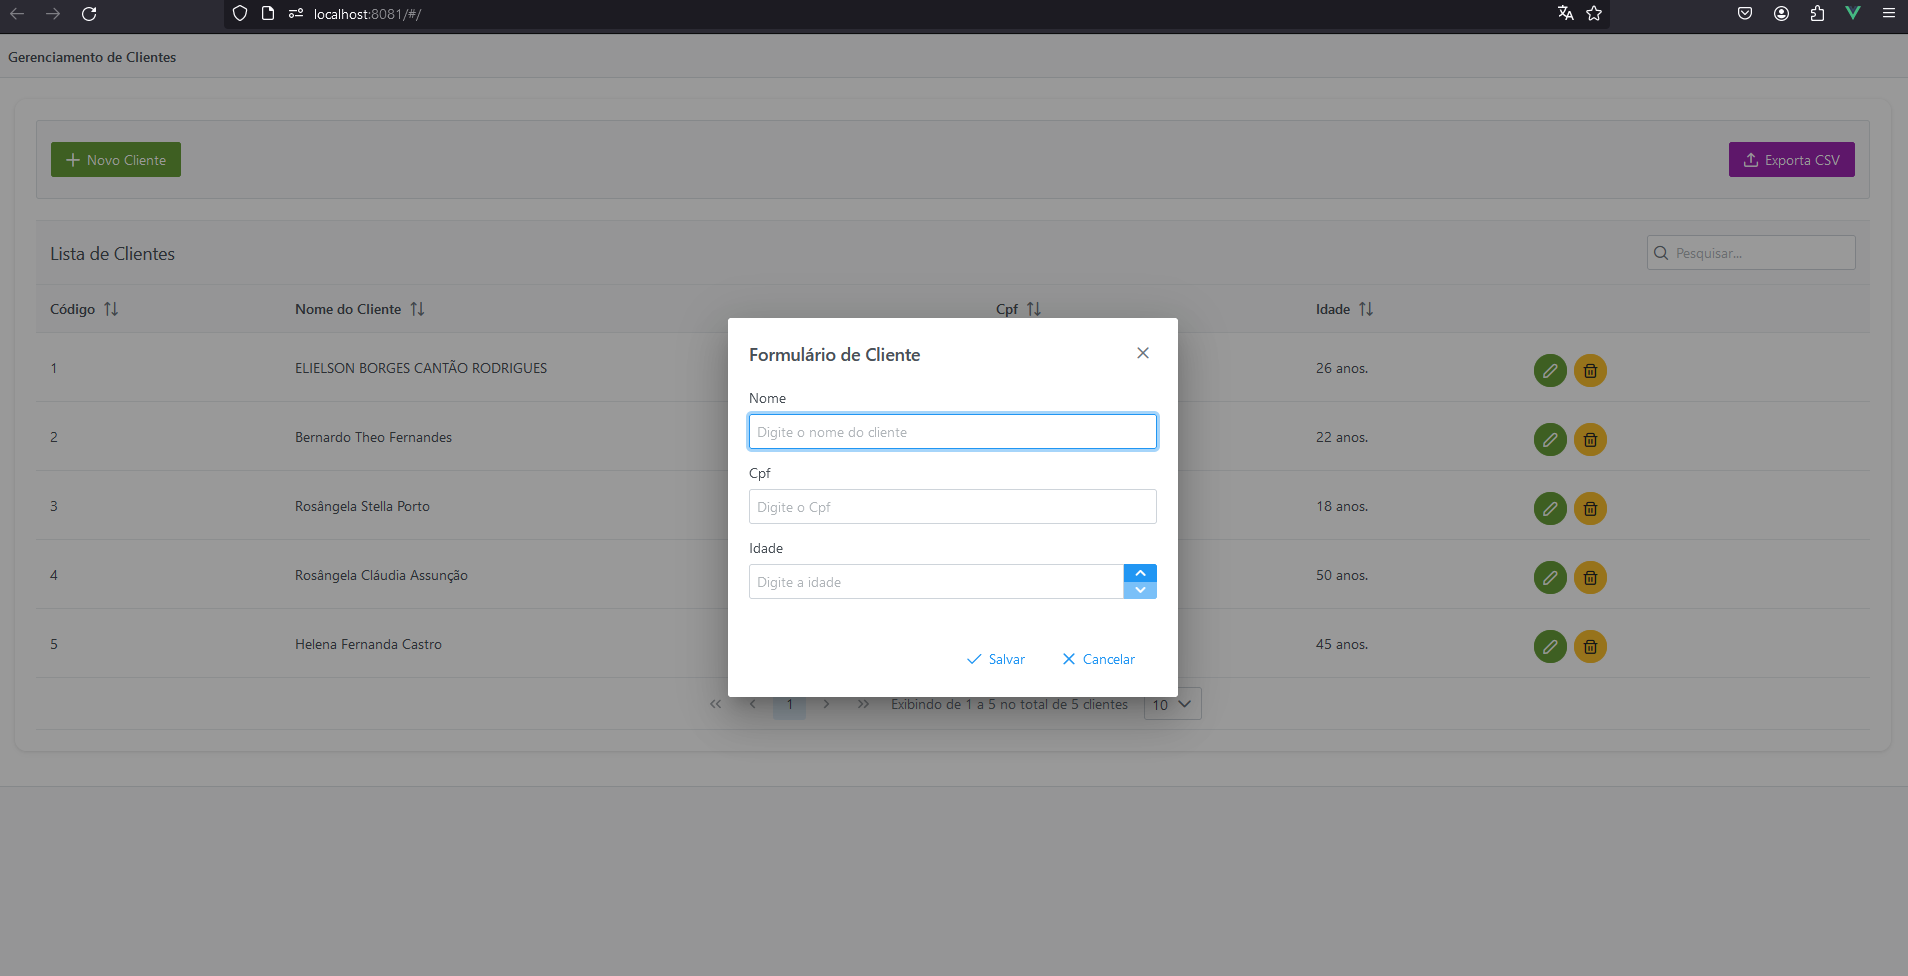 localhost:8081/#/
Gerenciamento de Clientes
Novo Cliente
Exporta CSV
Lista de Clientes
Pesquisar...
Código
Nome do Cliente
Cpf
Idade
1
ELIELSON BORGES CANTÃO RODRIGUES
26 anos.
2
Bernardo Theo Fernandes
22 anos.
3
Rosângela Stella Porto
18 anos.
4
Rosângela Cláudia Assunção
50 anos.
5
Helena Fernanda Castro
45 anos.
1
Exibindo de 1 a 5 no total de 5 clientes
10
Formulário de Cliente
Nome
Digite o nome do cliente
Cpf
Digite o Cpf
Idade
Digite a idade
Salvar
Cancelar